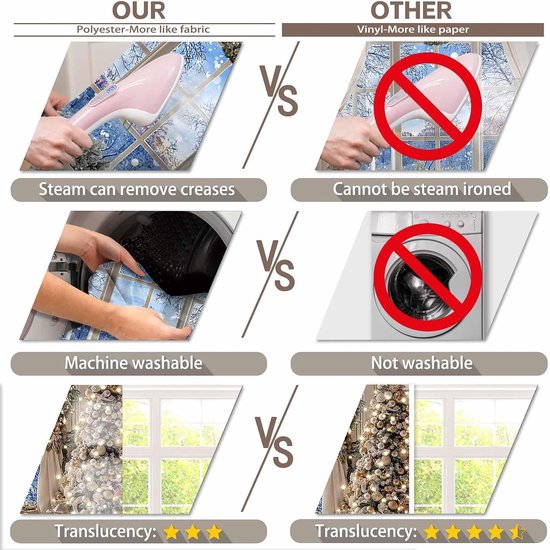 OUR OTHER
Polyester-More like fabric Vinyl-More like paper
VS
Steam can remove creases Cannot be steam ironed
VS
Machine washable Not washable
VS
Translucency: Translucency: